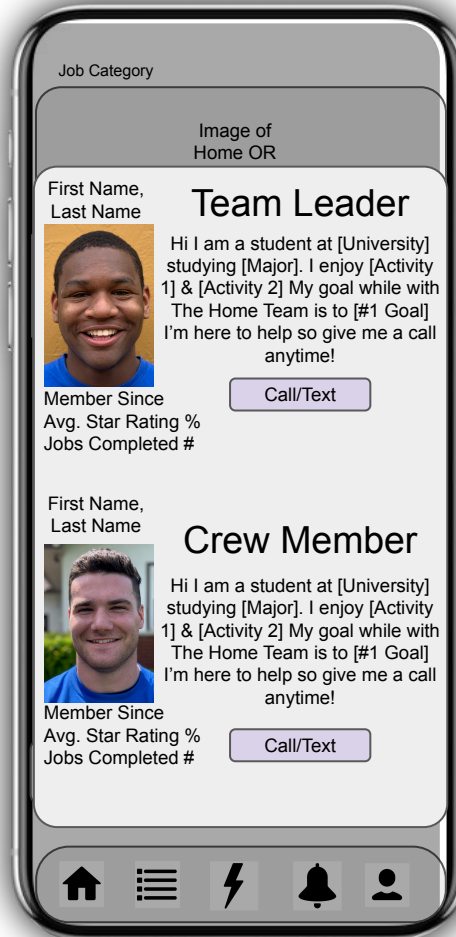 Job Category
Image of
Home OR
First Name,
Last Name
Team Leader
Hi I am a student at [University]
studying [Major]. I enjoy [Activity
1] & [Activity 2] My goal while with
The Home Team is to [#1 Goal]
I'm here to help so give me a call
anytime!
Call/Text
Member Since
Avg. Star Rating %
Jobs Completed #
First Name,
Last Name
Crew Member
Hi I am a student at [University]
studying [Major]. I enjoy [Activity
1] & [Activity 2] My goal while with
The Home Team is to [#1 Goal]
I'm here to help so give me a call
anytime!
Call/Text
Member Since
Avg. Star Rating %
Jobs Completed #